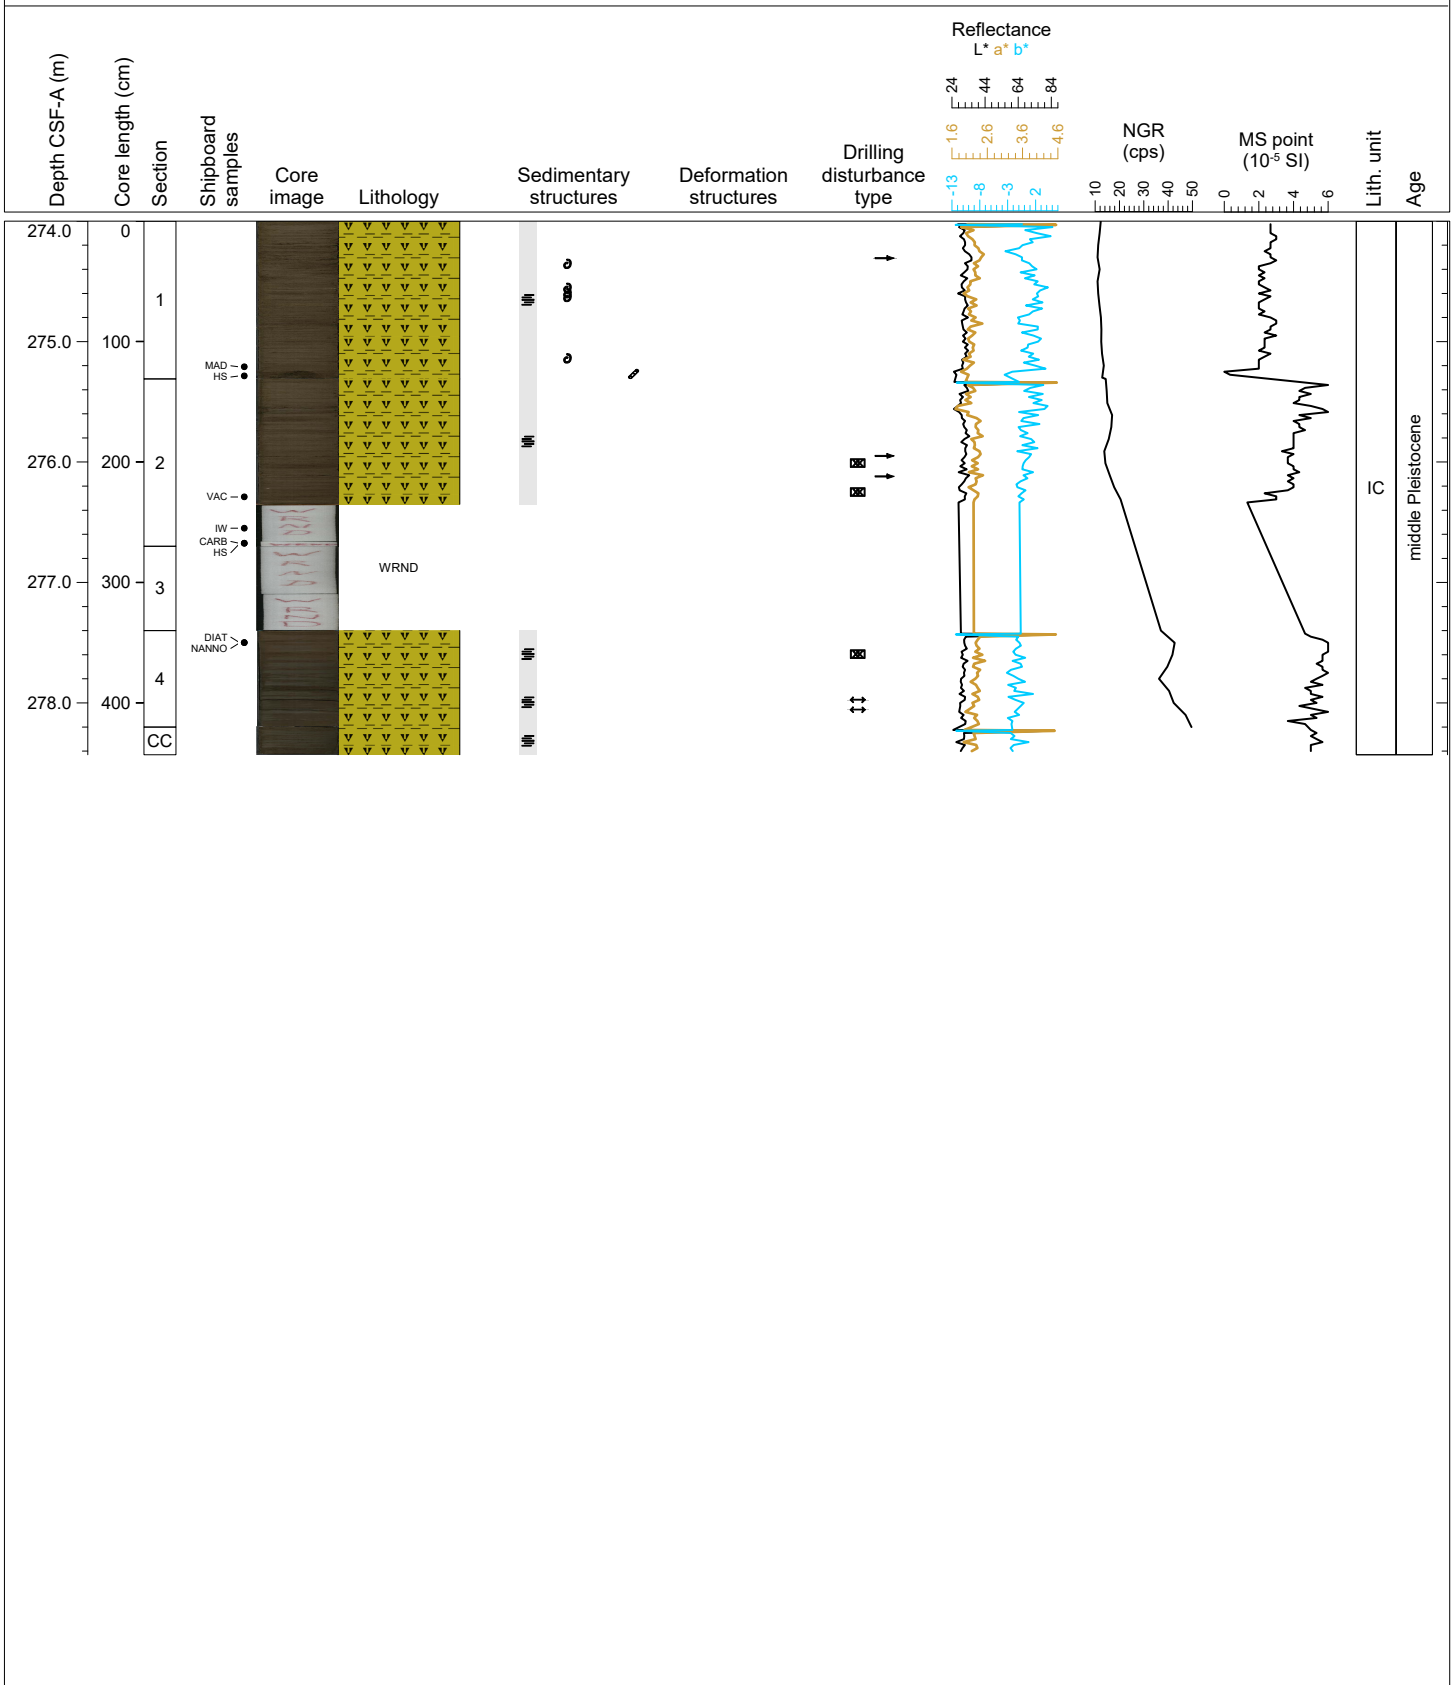 Depth CSF-A (m)
Core length (cm)
Section
Shipboard
samples
Core
image
Lithology
Sedimentary
structures
Deformation
structures
Drilling
disturbance
type
Reflectance
L* a* b*
24 44 64 84
1.6 2.6 3.6 4.6
-13 -8 -3 2
NGR
(cps)
10 20 30 40 50
MS point
(10⁻⁵ SI)
0 2 4 6
Lith. unit
Age
274.0 0
1
275.0 100
MAD
HS
276.0 200
2
VAC
IW
CARB
HS
277.0 300
3
WRND
DIAT
NANNO
4
278.0 400
CC
IC
middle Pleistocene